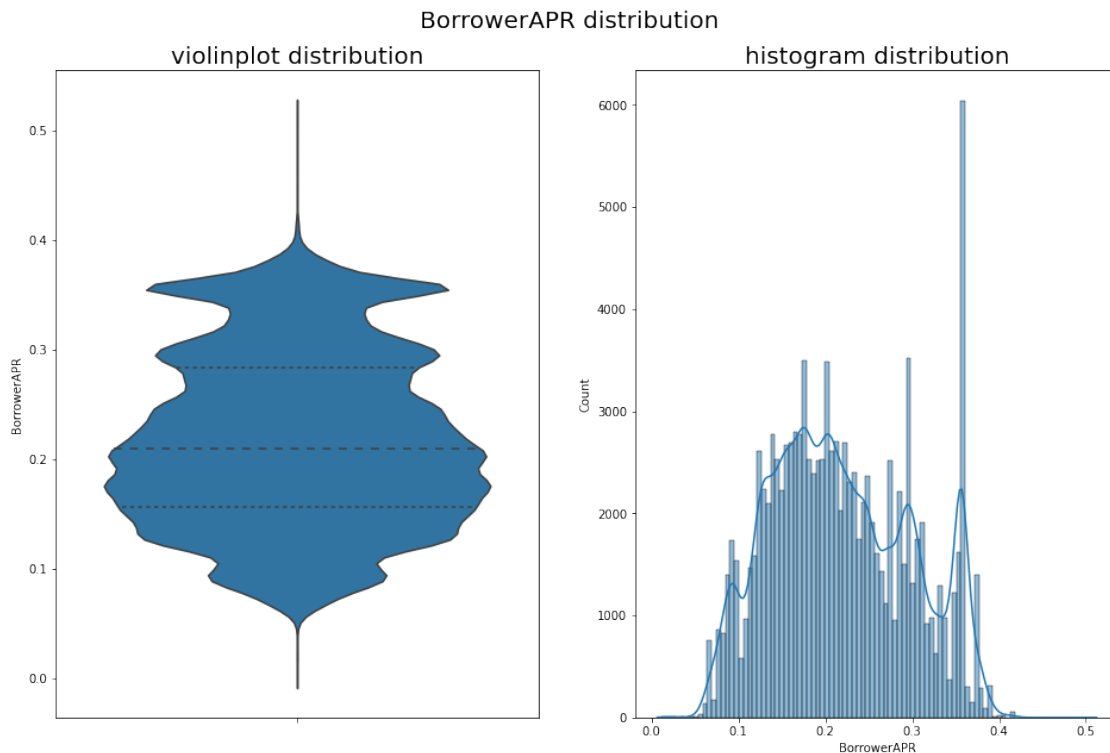 BorrowerAPR distribution
violinplot distribution
histogram distribution
0.5
0.4
0.3
0.2
0.1
0.0
BorrowerAPR
6000
5000
4000
3000
2000
1000
0
Count
0.0 0.1 0.2 0.3 0.4 0.5
BorrowerAPR